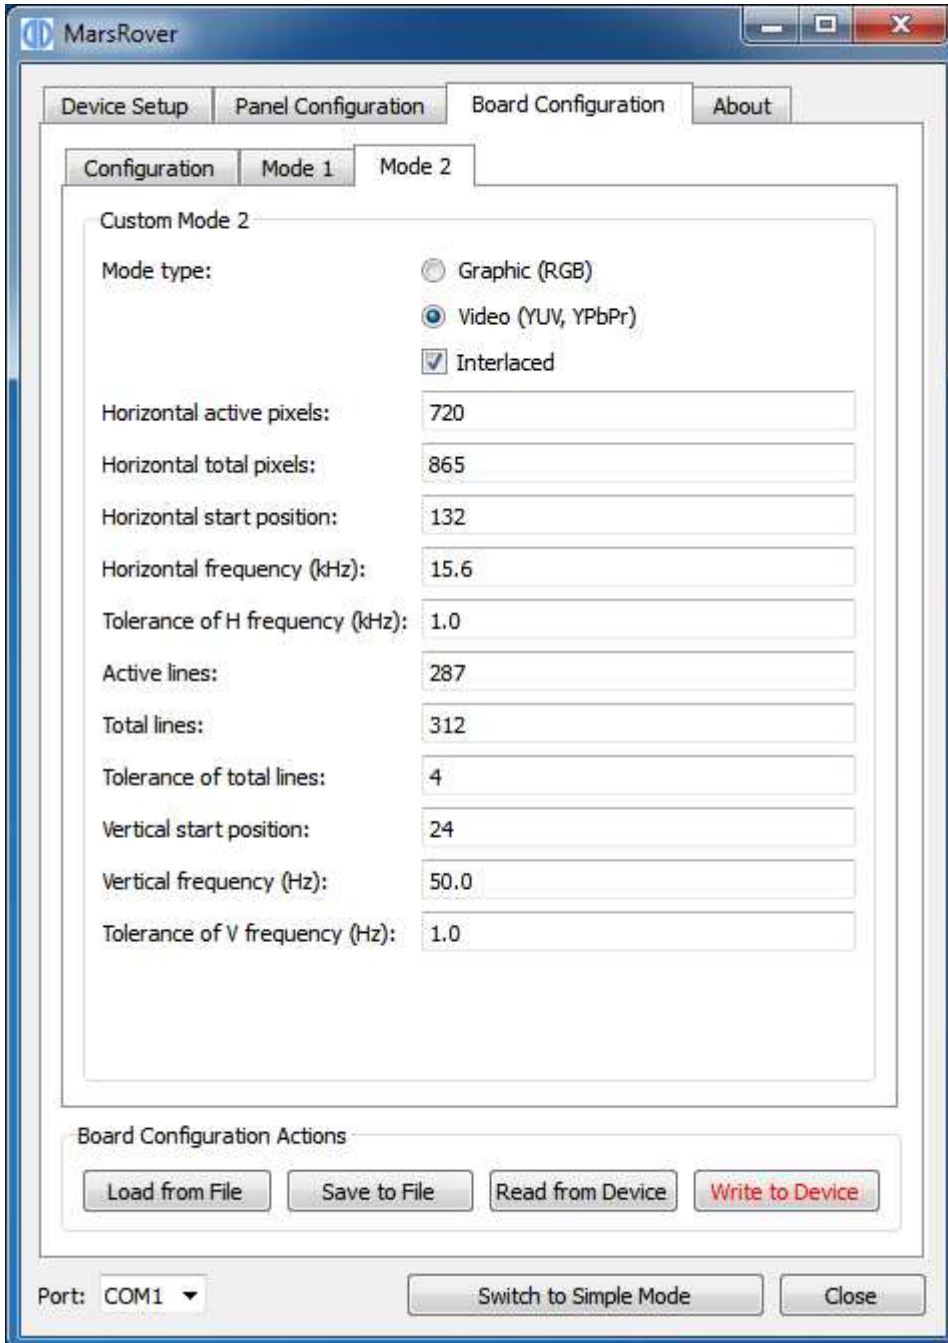 MarsRover
Device Setup Panel Configuration Board Configuration About
Configuration Mode 1 Mode 2
Custom Mode 2
Mode type: Graphic (RGB)
Video (YUV, YPbPr)
Interlaced
Horizontal active pixels: 720
Horizontal total pixels: 865
Horizontal start position: 132
Horizontal frequency (kHz): 15.6
Tolerance of H frequency (kHz): 1.0
Active lines: 287
Total lines: 312
Tolerance of total lines: 4
Vertical start position: 24
Vertical frequency (Hz): 50.0
Tolerance of V frequency (Hz): 1.0
Board Configuration Actions
Load from File Save to File Read from Device Write to Device
Port: COM1 Switch to Simple Mode Close